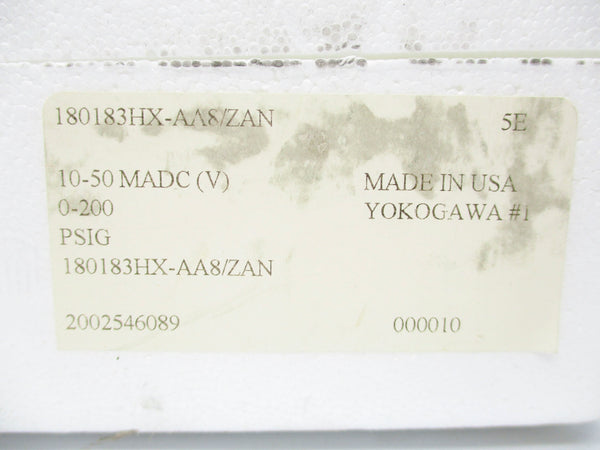 180183HX-AA8/ZAN 5E
10-50 MADC (V) MADE IN USA
0-200 YOKOGAWA #1
PSIG
180183HX-AA8/ZAN
2002546089 000010